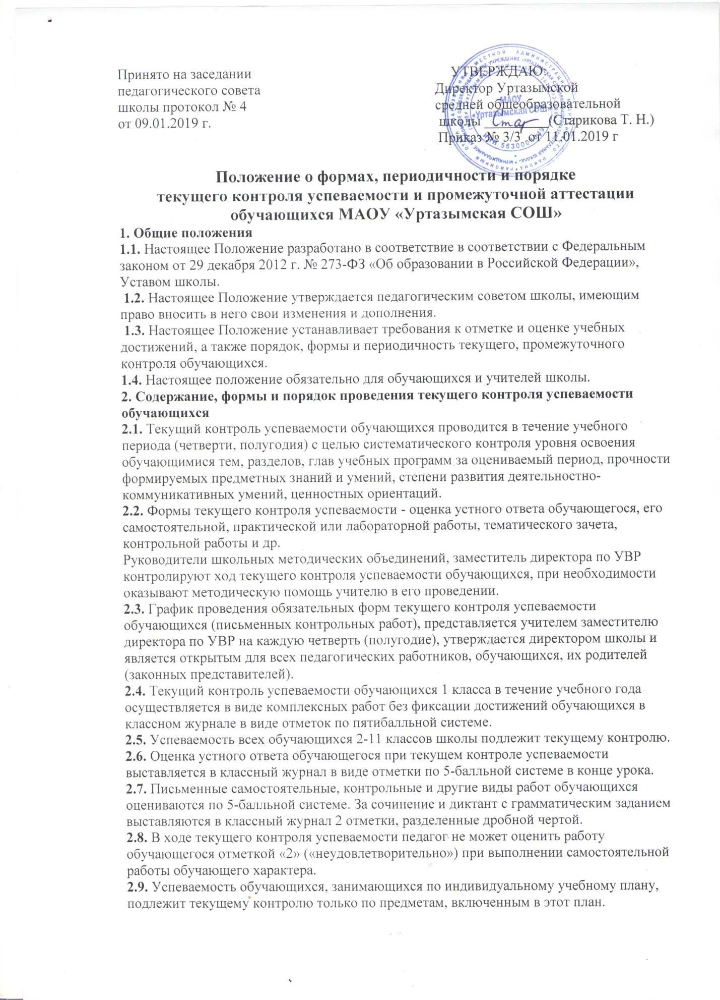 Принято на заседании
педагогического совета
школы протокол № 4
от 09.01.2019 г.
УТВЕРЖДАЮ:
Директор Уртазымской
средней общеобразовательной
школы (Старикова Т. Н.)
Приказ № 3/3 от 11.01.2019 г
МАОУ
«Уртазымская СОШ»
Положение о формах, периодичности и порядке
текущего контроля успеваемости и промежуточной аттестации
обучающихся МАОУ «Уртазымская СОШ»
1. Общие положения
1.1. Настоящее Положение разработано в соответствие в соответствии с Федеральным
законом от 29 декабря 2012 г. № 273-ФЗ «Об образовании в Российской Федерации»,
Уставом школы.
1.2. Настоящее Положение утверждается педагогическим советом школы, имеющим
право вносить в него свои изменения и дополнения.
1.3. Настоящее Положение устанавливает требования к отметке и оценке учебных
достижений, а также порядок, формы и периодичность текущего, промежуточного
контроля обучающихся.
1.4. Настоящее положение обязательно для обучающихся и учителей школы.
2. Содержание, формы и порядок проведения текущего контроля успеваемости
обучающихся
2.1. Текущий контроль успеваемости обучающихся проводится в течение учебного
периода (четверти, полугодия) с целью систематического контроля уровня освоения
обучающимися тем, разделов, глав учебных программ за оцениваемый период, прочности
формируемых предметных знаний и умений, степени развития деятельностно-
коммуникативных умений, ценностных ориентаций.
2.2. Формы текущего контроля успеваемости - оценка устного ответа обучающегося, его
самостоятельной, практической или лабораторной работы, тематического зачета,
контрольной работы и др.
Руководители школьных методических объединений, заместитель директора по УВР
контролируют ход текущего контроля успеваемости обучающихся, при необходимости
оказывают методическую помощь учителю в его проведении.
2.3. График проведения обязательных форм текущего контроля успеваемости
обучающихся (письменных контрольных работ), представляется учителем заместителю
директора по УВР на каждую четверть (полугодие), утверждается директором школы и
является открытым для всех педагогических работников, обучающихся, их родителей
(законных представителей).
2.4. Текущий контроль успеваемости обучающихся 1 класса в течение учебного года
осуществляется в виде комплексных работ без фиксации достижений обучающихся в
классном журнале в виде отметок по пятибалльной системе.
2.5. Успеваемость всех обучающихся 2-11 классов школы подлежит текущему контролю.
2.6. Оценка устного ответа обучающегося при текущем контроле успеваемости
выставляется в классный журнал в виде отметки по 5-балльной системе в конце урока.
2.7. Письменные самостоятельные, контрольные и другие виды работ обучающихся
оцениваются по 5-балльной системе. За сочинение и диктант с грамматическим заданием
выставляются в классный журнал 2 отметки, разделенные дробной чертой.
2.8. В ходе текущего контроля успеваемости педагог не может оценить работу
обучающегося отметкой «2» («неудовлетворительно») при выполнении самостоятельной
работы обучающего характера.
2.9. Успеваемость обучающихся, занимающихся по индивидуальному учебному плану,
подлежит текущему контролю только по предметам, включенным в этот план.